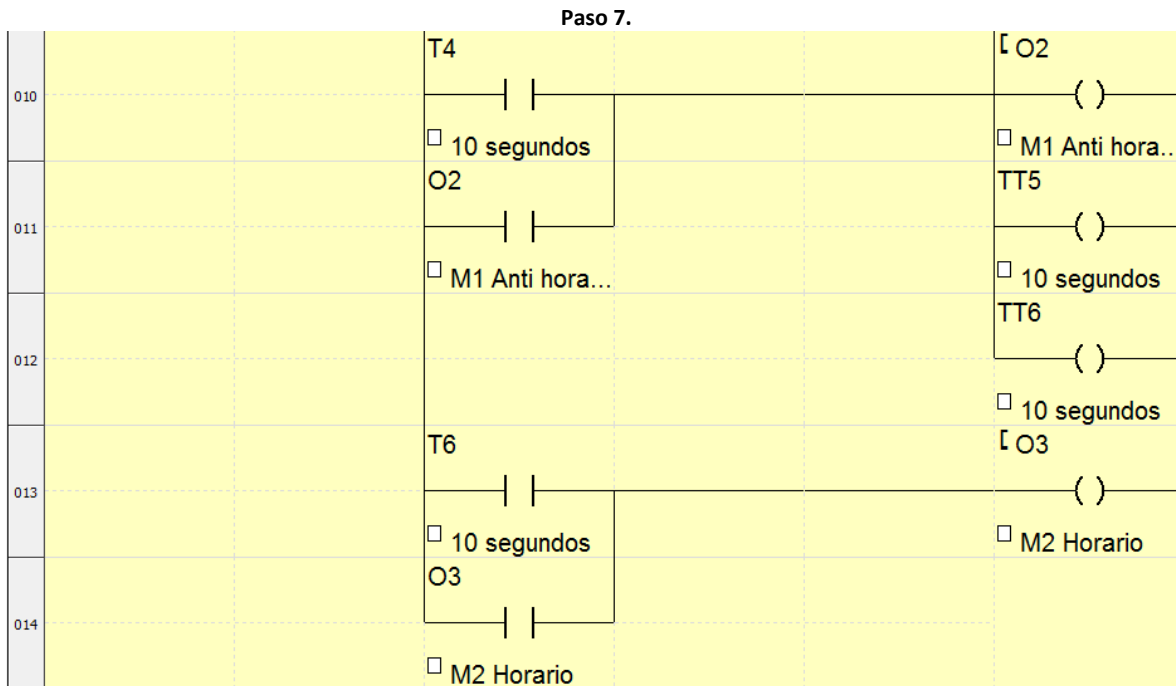 Paso 7.
T4 [ O2
010
10 segundos M1 Anti hora...
O2 TT5
011
M1 Anti hora... 10 segundos
TT6
012
10 segundos
T6 [ O3
013
10 segundos M2 Horario
O3
014
M2 Horario